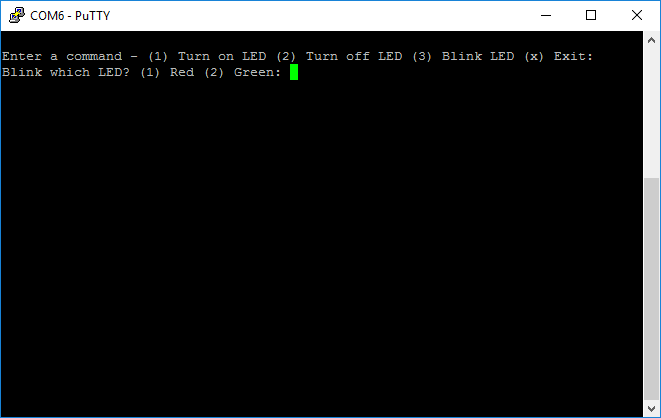 COM6 - PuTTY
Enter a command - (1) Turn on LED (2) Turn off LED (3) Blink LED (x) Exit:
Blink which LED? (1) Red (2) Green: